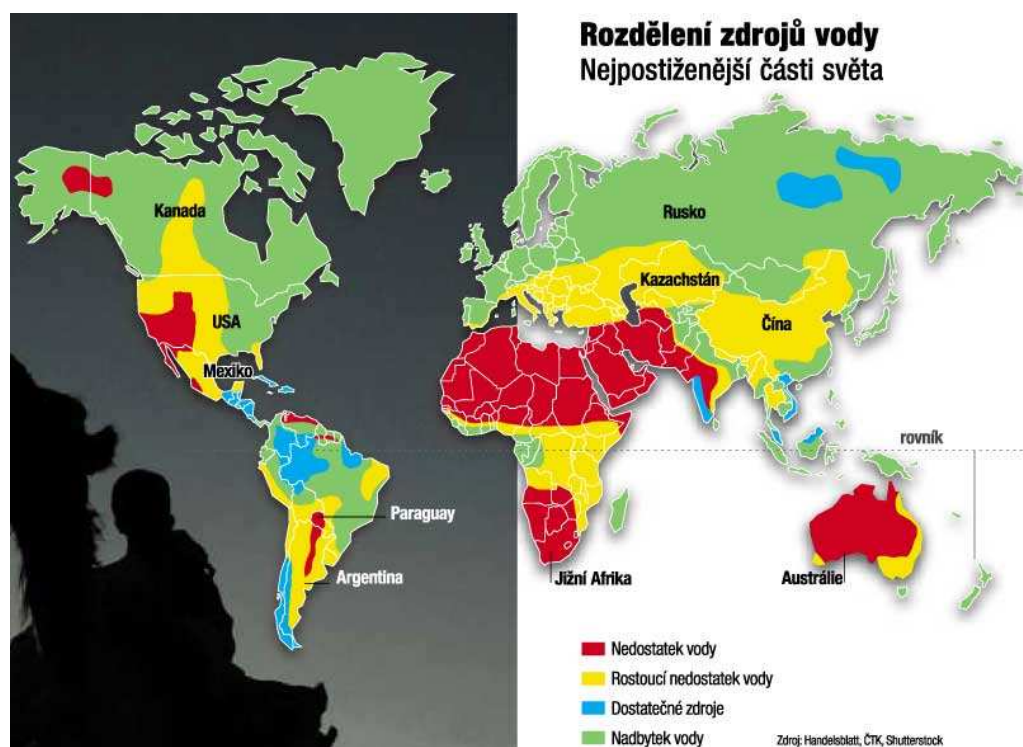 Rozdělení zdrojů vody
Nejpostiženější části světa
Kanada
Rusko
Kazachstán
USA
Čína
Mexiko
rovník
Paraguay
Argentina
Jižní Afrika
Austrálie
Nedostatek vody
Rostoucí nedostatek vody
Dostatečné zdroje
Nadbytek vody
Zdroj: Handelsblatt, ČTK, Shutterstock